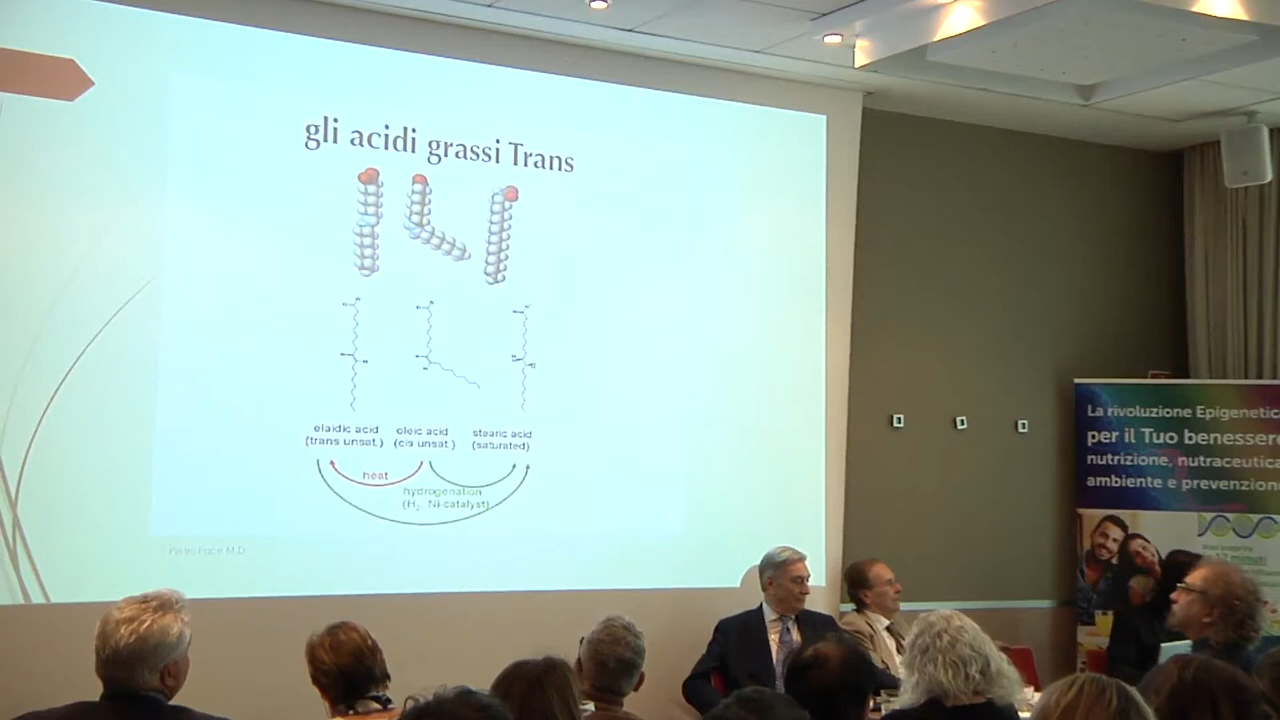 gli acidi grassi Trans
elaidic acid
(trans unsat.)
oleic acid
(cis unsat.)
stearic acid
(saturated)
heat
hydrogenation
(H₂, Ni-catalyst)
Pietro Pace M.D.
La rivoluzione Epigenetica
per il Tuo benessere
nutrizione, nutraceutica
ambiente e prevenzione